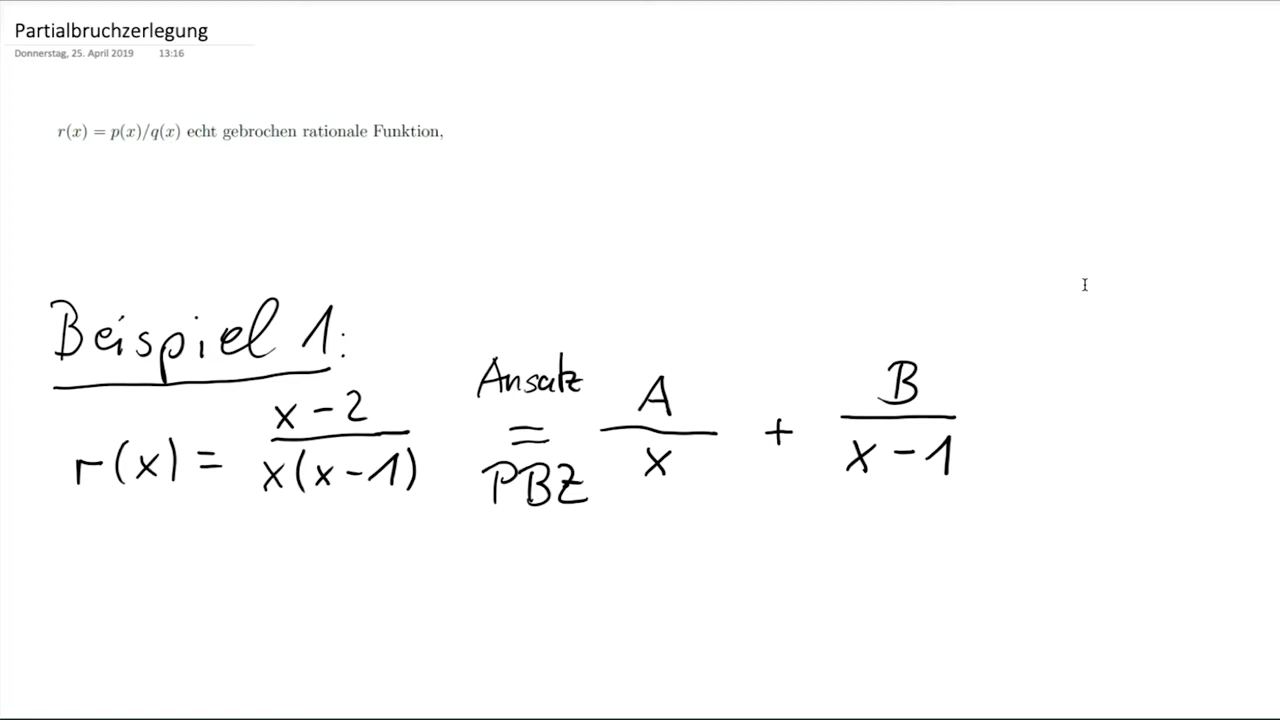 Partialbruchzerlegung
Donnerstag, 25. April 2019 13:16
r(x) = p(x)/q(x) echt gebrochen rationale Funktion,
Beispiel 1:
r(x) = (x-2)/(x(x-1)) Ansatz = PBZ A/x + B/(x-1)